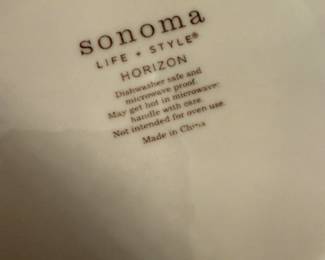 sonoma
LIFE + STYLE®
HORIZON
Dishwasher safe and
microwave proof.
May get hot in microwave:
handle with care.
Not intended for oven use.
Made in China